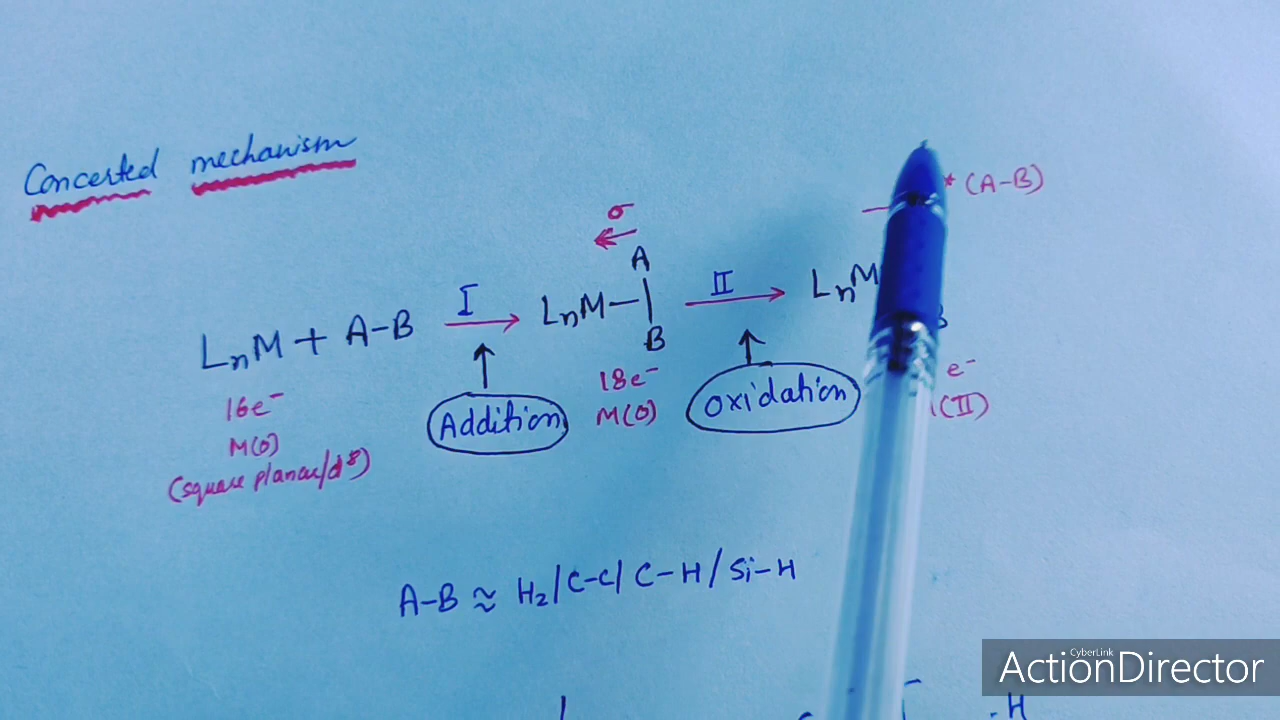 Concerted mechanism
* (A-B)
σ
LnM + A-B I LnM A B II LnM
Addition
Oxidation
16e⁻
M(0)
(square planar/d⁸)
18e⁻
M(0)
e⁻
(II)
A-B ≈ H₂/C-C/ C-H/Si-H
H
CyberLink
ActionDirector